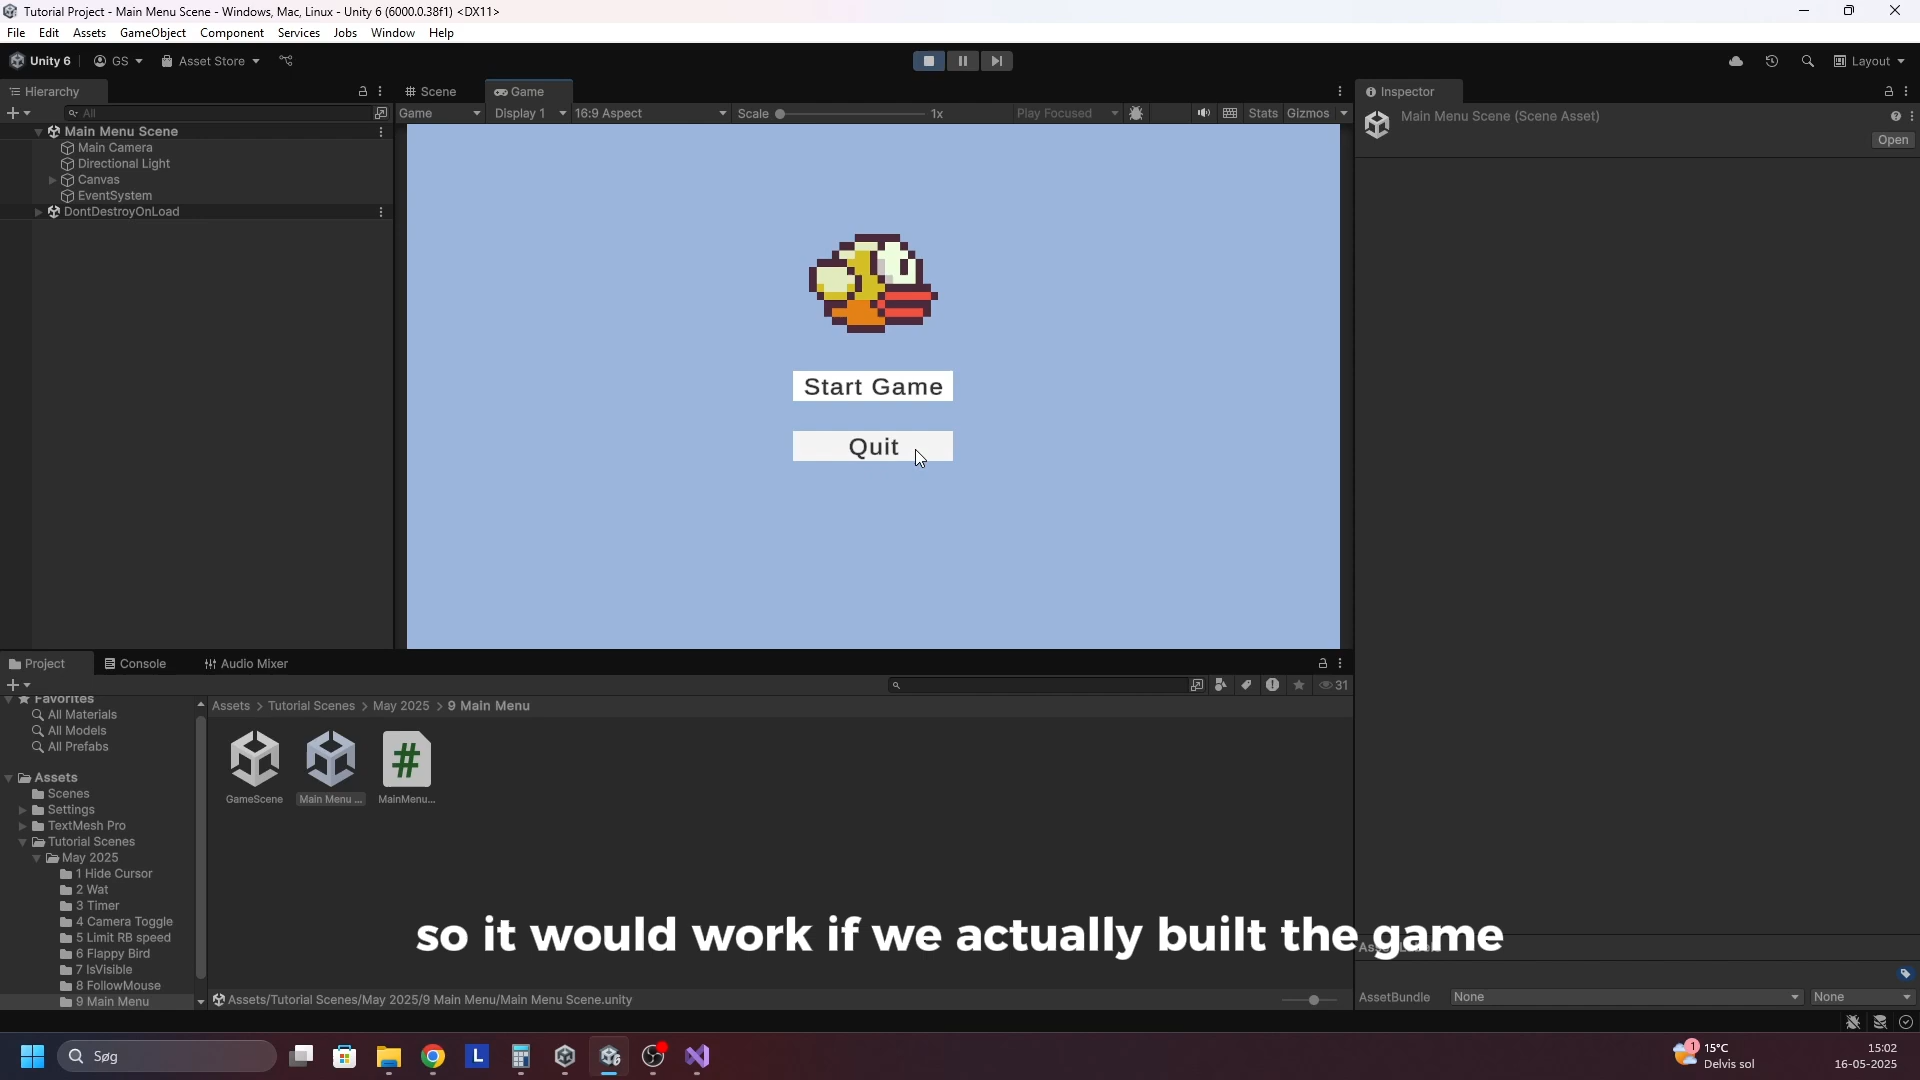 Tutorial Project - Main Menu Scene - Windows, Mac, Linux - Unity 6 (6000.0.38f1) <DX11>
File Edit Assets GameObject Component Services Jobs Window Help
Unity 6 GS Asset Store Layout
Hierarchy Scene Game Inspector
All Game Display 1 16:9 Aspect Scale 1x Play Focused Stats Gizmos
Main Menu Scene (Scene Asset)
Open
Main Menu Scene
Main Camera
Directional Light
Canvas
EventSystem
DontDestroyOnLoad
Start Game
Quit
Project Console Audio Mixer
31
Favorites
All Materials
All Models
All Prefabs
Assets
Scenes
Settings
TextMesh Pro
Tutorial Scenes
May 2025
1 Hide Cursor
2 Wat
3 Timer
4 Camera Toggle
5 Limit RB speed
6 Flappy Bird
7 IsVisible
8 FollowMouse
9 Main Menu
Assets > Tutorial Scenes > May 2025 > 9 Main Menu
GameScene Main Menu ... MainMenu...
so it would work if we actually built the game
Assets/Tutorial Scenes/May 2025/9 Main Menu/Main Menu Scene.unity
AssetBundle None None
Søg
L
6
1
15°C
Delvis sol
15:02
16-05-2025